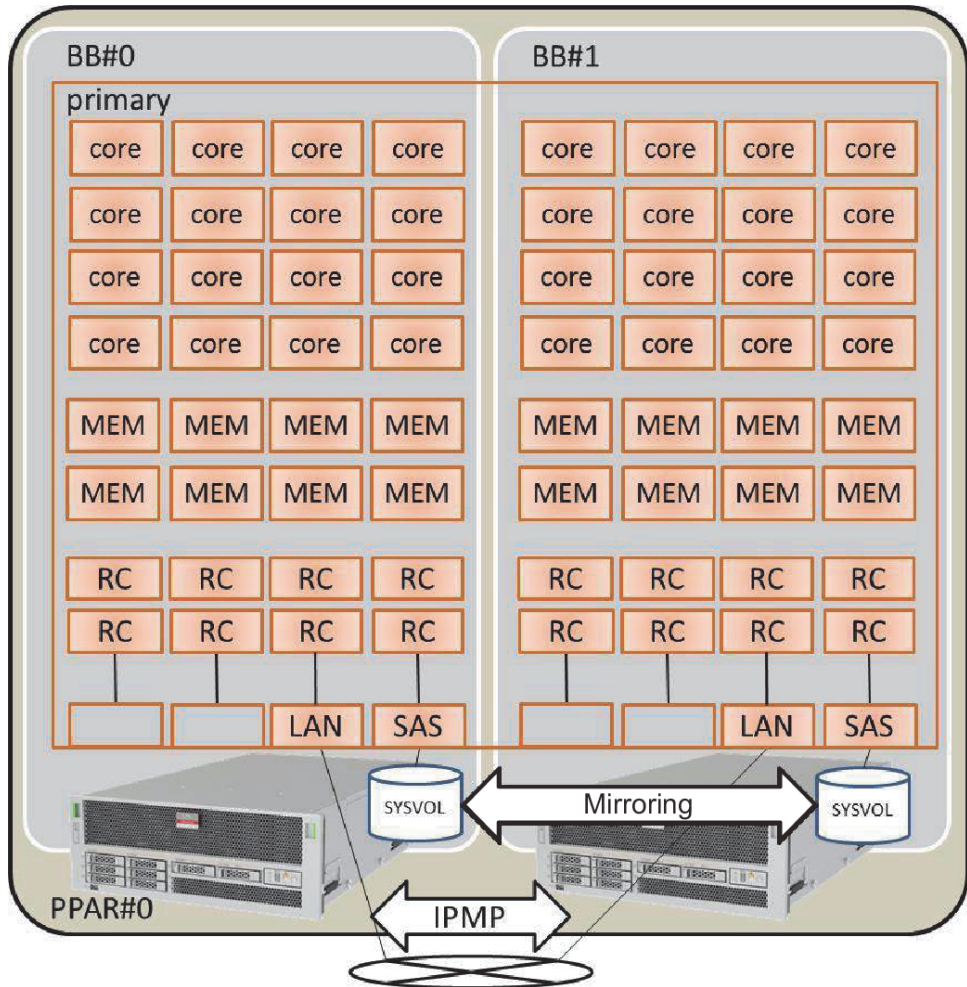 BB#0 BB#1
primary
core core core core core core core core
core core core core core core core core
core core core core core core core core
core core core core core core core core
MEM MEM MEM MEM MEM MEM MEM MEM
MEM MEM MEM MEM MEM MEM MEM MEM
RC RC RC RC RC RC RC RC
RC RC RC RC RC RC RC RC
LAN SAS LAN SAS
SYSVOL Mirroring SYSVOL
PPAR#0 IPMP